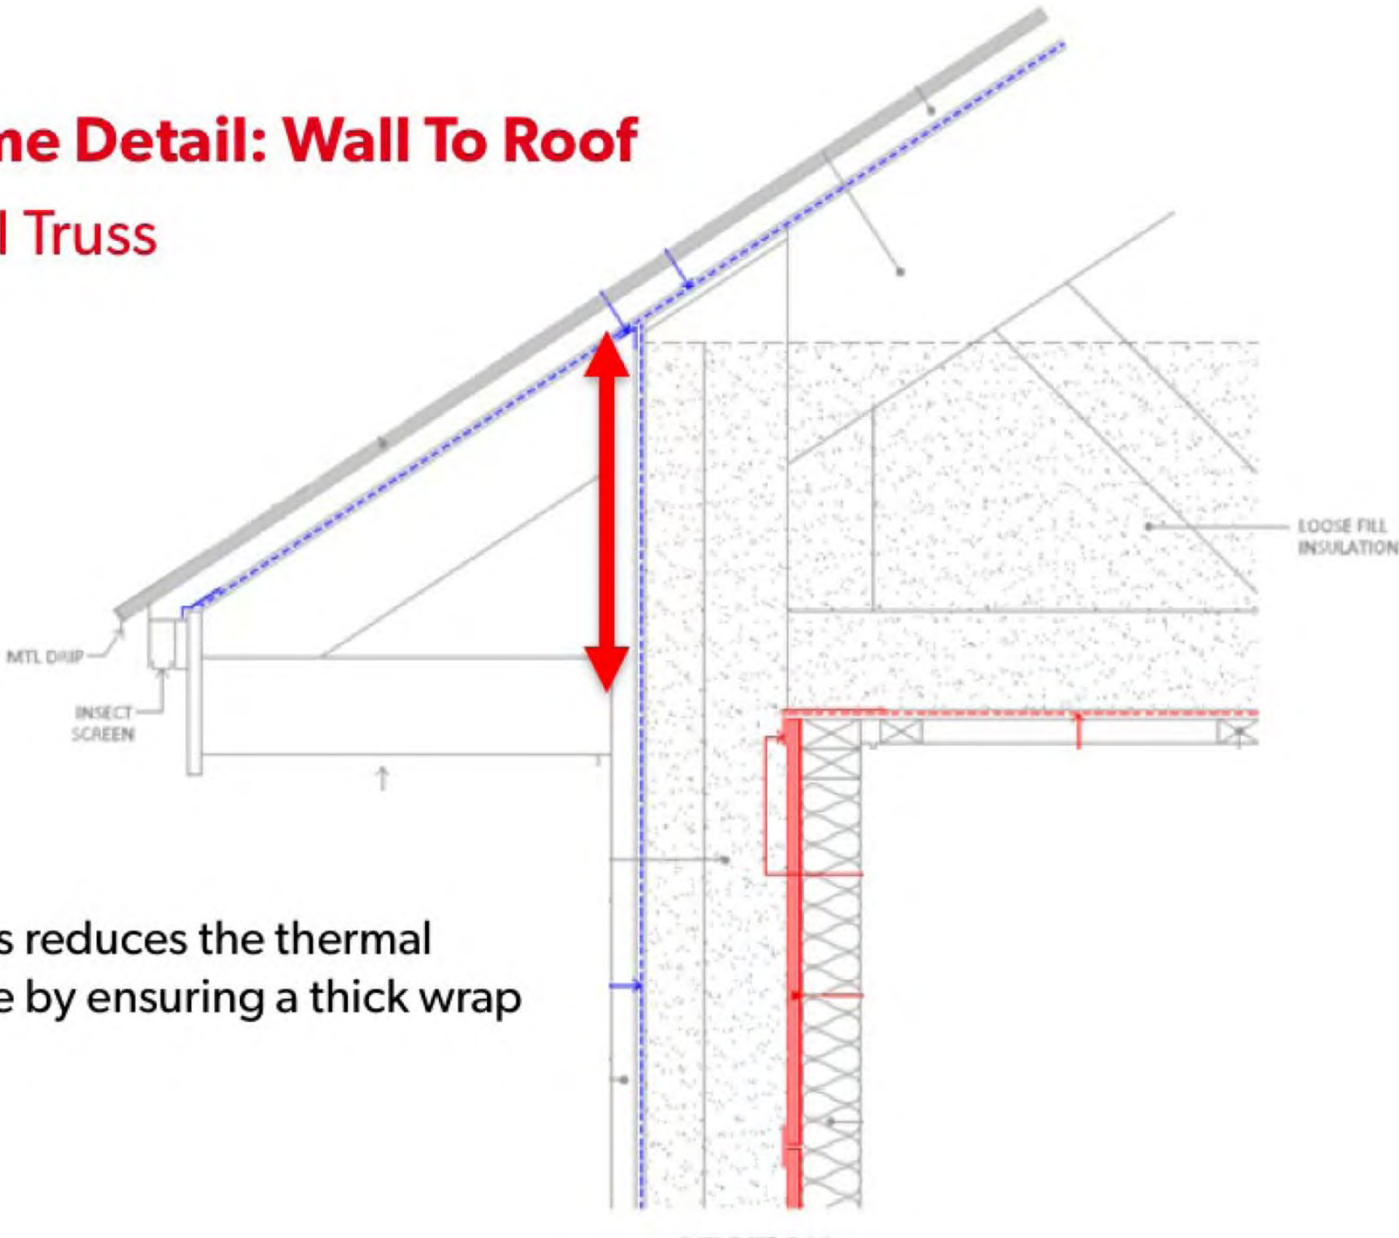 me Detail: Wall To Roof
l Truss
LOOSE FILL
INSULATION
MTL DRIP
INSECT
SCREEN
s reduces the thermal
e by ensuring a thick wrap